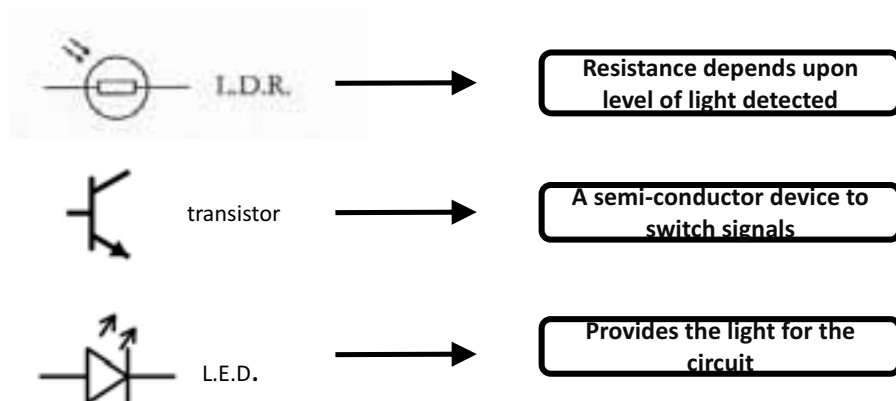 L.D.R.
Resistance depends upon
level of light detected
transistor
A semi-conductor device to
switch signals
L.E.D.
Provides the light for the
circuit